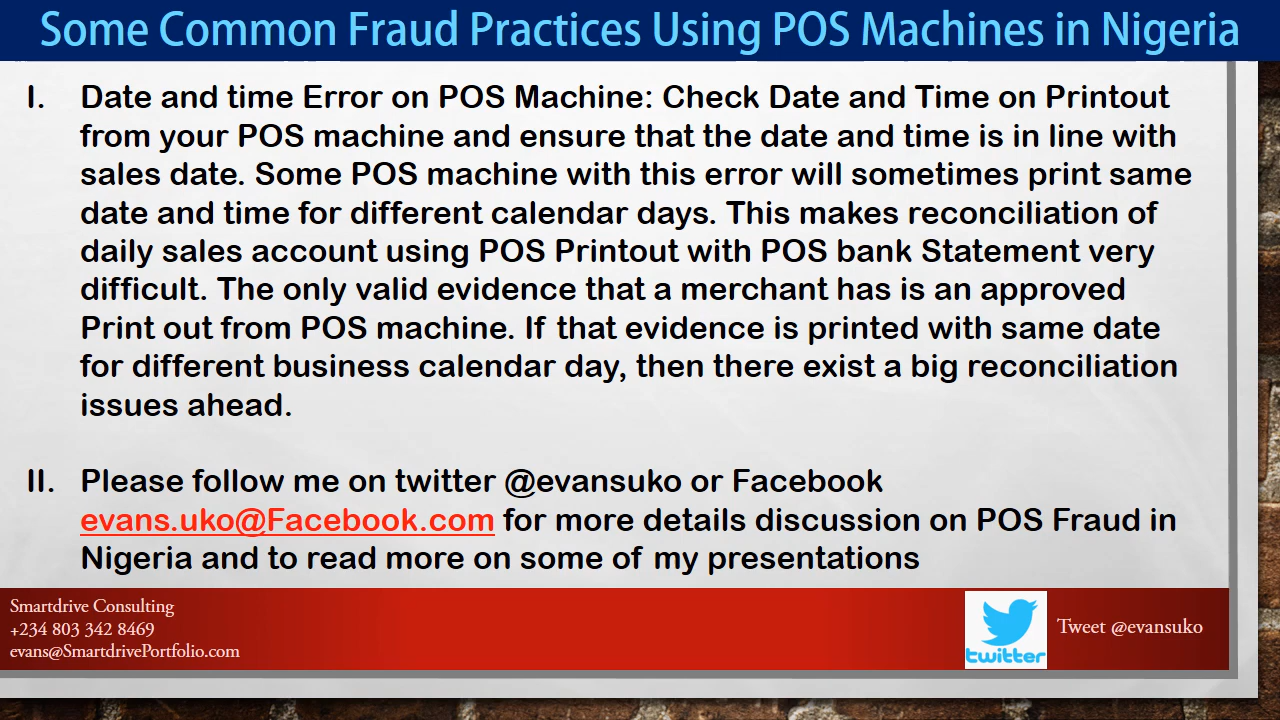 Some Common Fraud Practices Using POS Machines in Nigeria
I. Date and time Error on POS Machine: Check Date and Time on Printout
from your POS machine and ensure that the date and time is in line with
sales date. Some POS machine with this error will sometimes print same
date and time for different calendar days. This makes reconciliation of
daily sales account using POS Printout with POS bank Statement very
difficult. The only valid evidence that a merchant has is an approved
Print out from POS machine. If that evidence is printed with same date
for different business calendar day, then there exist a big reconciliation
issues ahead.
II. Please follow me on twitter @evansuko or Facebook
evans.uko@Facebook.com for more details discussion on POS Fraud in
Nigeria and to read more on some of my presentations
Smartdrive Consulting
+234 803 342 8469
evans@SmartdrivePortfolio.com
twitter
Tweet @evansuko